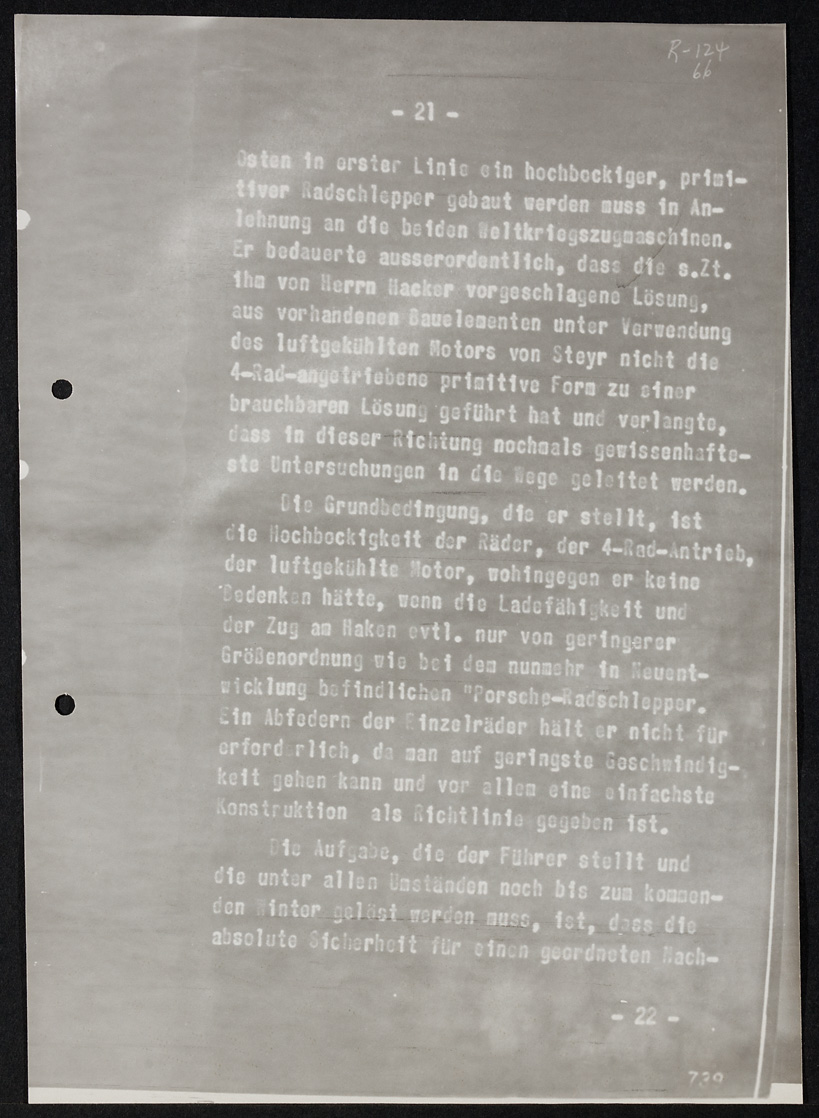 R-124
66
- 21 -
Osten in erster Linie ein hochbockiger, primi-
tiver Radschlepper gebaut werden muss in An-
lehnung an die beiden Weltkriegszugmaschinen.
Er bedauerte ausserordentlich, dass die s.Zt.
ihm von Herrn Hacker vorgeschlagene Lösung,
aus vorhandenen Bauelementen unter Verwendung
des luftgekühlten Motors von Steyr nicht die
4-Rad-angetriebene primitive Form zu einer
brauchbaren Lösung geführt hat und verlangte,
dass in dieser Richtung nochmals gewissenhafte-
ste Untersuchungen in die Wege geleitet werden.
Die Grundbedingung, die er stellt, ist
die Hochbockigkeit der Räder, der 4-Rad-Antrieb,
der luftgekühlte Motor, wohingegen er keine
Bedenken hätte, wenn die Ladefähigkeit und
der Zug am Haken evtl. nur von geringerer
Größenordnung wie bei dem nunmehr in Neuent-
wicklung befindlichen "Porsche-Radschlepper.
Ein Abfedern der Einzelräder hält er nicht für
erforderlich, da man auf geringste Geschwindig-
keit gehen kann und vor allem eine einfachste
Konstruktion als Richtlinie gegeben ist.
Die Aufgabe, die der Führer stellt und
die unter allen Umständen noch bis zum kommen-
den Winter gelöst werden muss, ist, dass die
absolute Sicherheit für einen geordneten Nach-
- 22 -
739